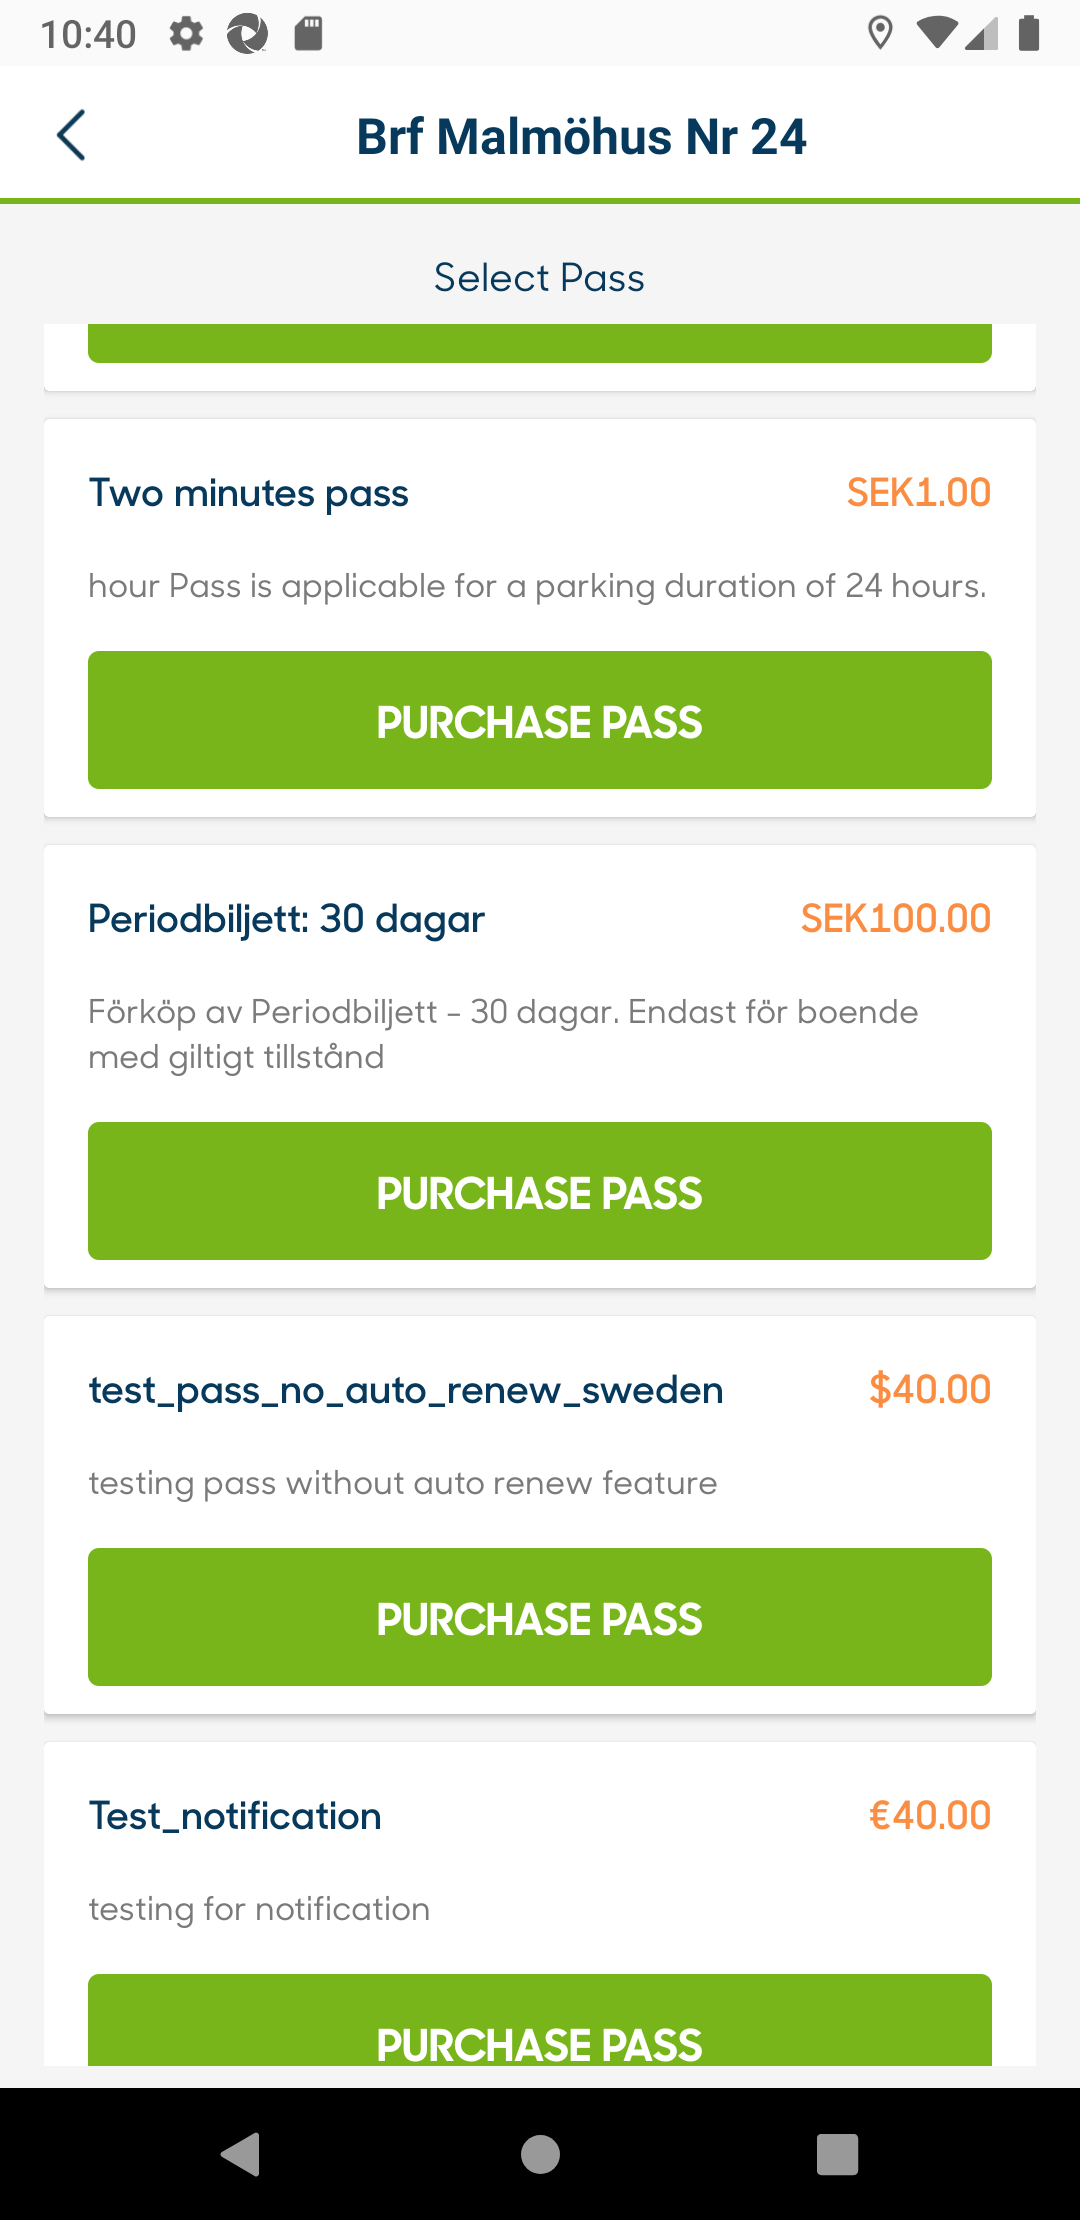 10:40
Brf Malmöhus Nr 24
Select Pass
Two minutes pass SEK1.00
hour Pass is applicable for a parking duration of 24 hours.
PURCHASE PASS
Periodbiljett: 30 dagar SEK100.00
Förköp av Periodbiljett - 30 dagar. Endast för boende
med giltigt tillstånd
PURCHASE PASS
test_pass_no_auto_renew_sweden $40.00
testing pass without auto renew feature
PURCHASE PASS
Test_notification €40.00
testing for notification
PURCHASE PASS